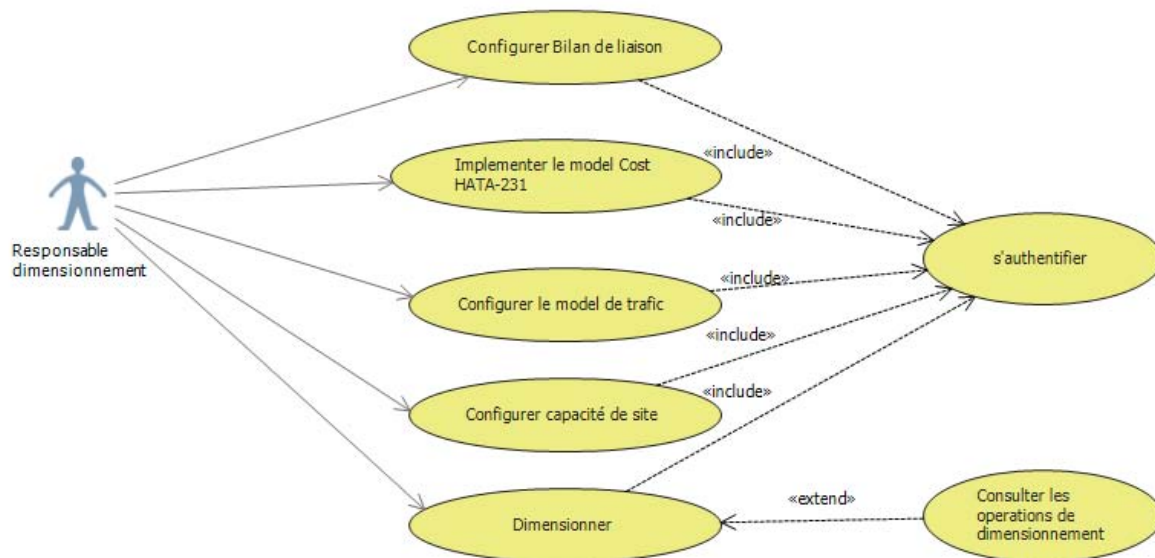 Configurer Bilan de liaison
«include»
Implementer le model Cost
HATA-231
«include»
Responsable
dimensionnement
s'authentifier
«include»
Configurer le model de trafic
«include»
«include»
Configurer capacité de site
Dimensionner
«extend»
Consulter les
operations de
dimensionnement